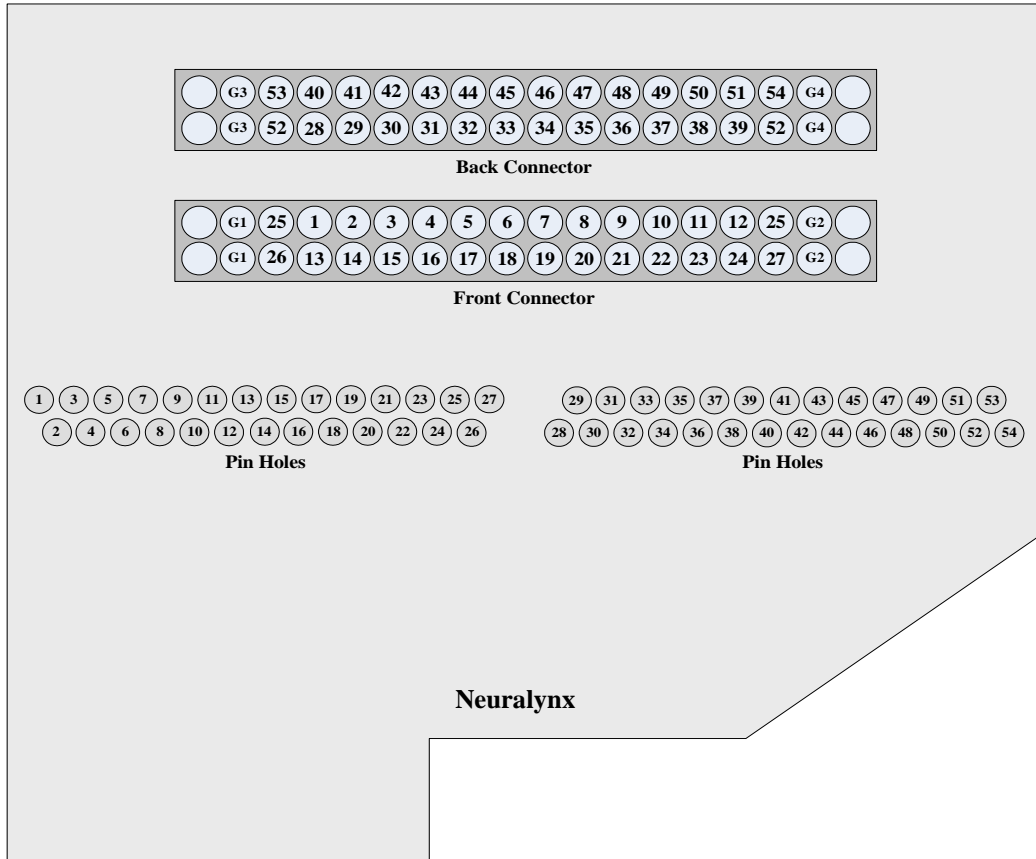 G3 53 40 41 42 43 44 45 46 47 48 49 50 51 54 G4
G3 52 28 29 30 31 32 33 34 35 36 37 38 39 52 G4
Back Connector
G1 25 1 2 3 4 5 6 7 8 9 10 11 12 25 G2
G1 26 13 14 15 16 17 18 19 20 21 22 23 24 27 G2
Front Connector
1 3 5 7 9 11 13 15 17 19 21 23 25 27
2 4 6 8 10 12 14 16 18 20 22 24 26
Pin Holes
29 31 33 35 37 39 41 43 45 47 49 51 53
28 30 32 34 36 38 40 42 44 46 48 50 52 54
Pin Holes
Neuralynx